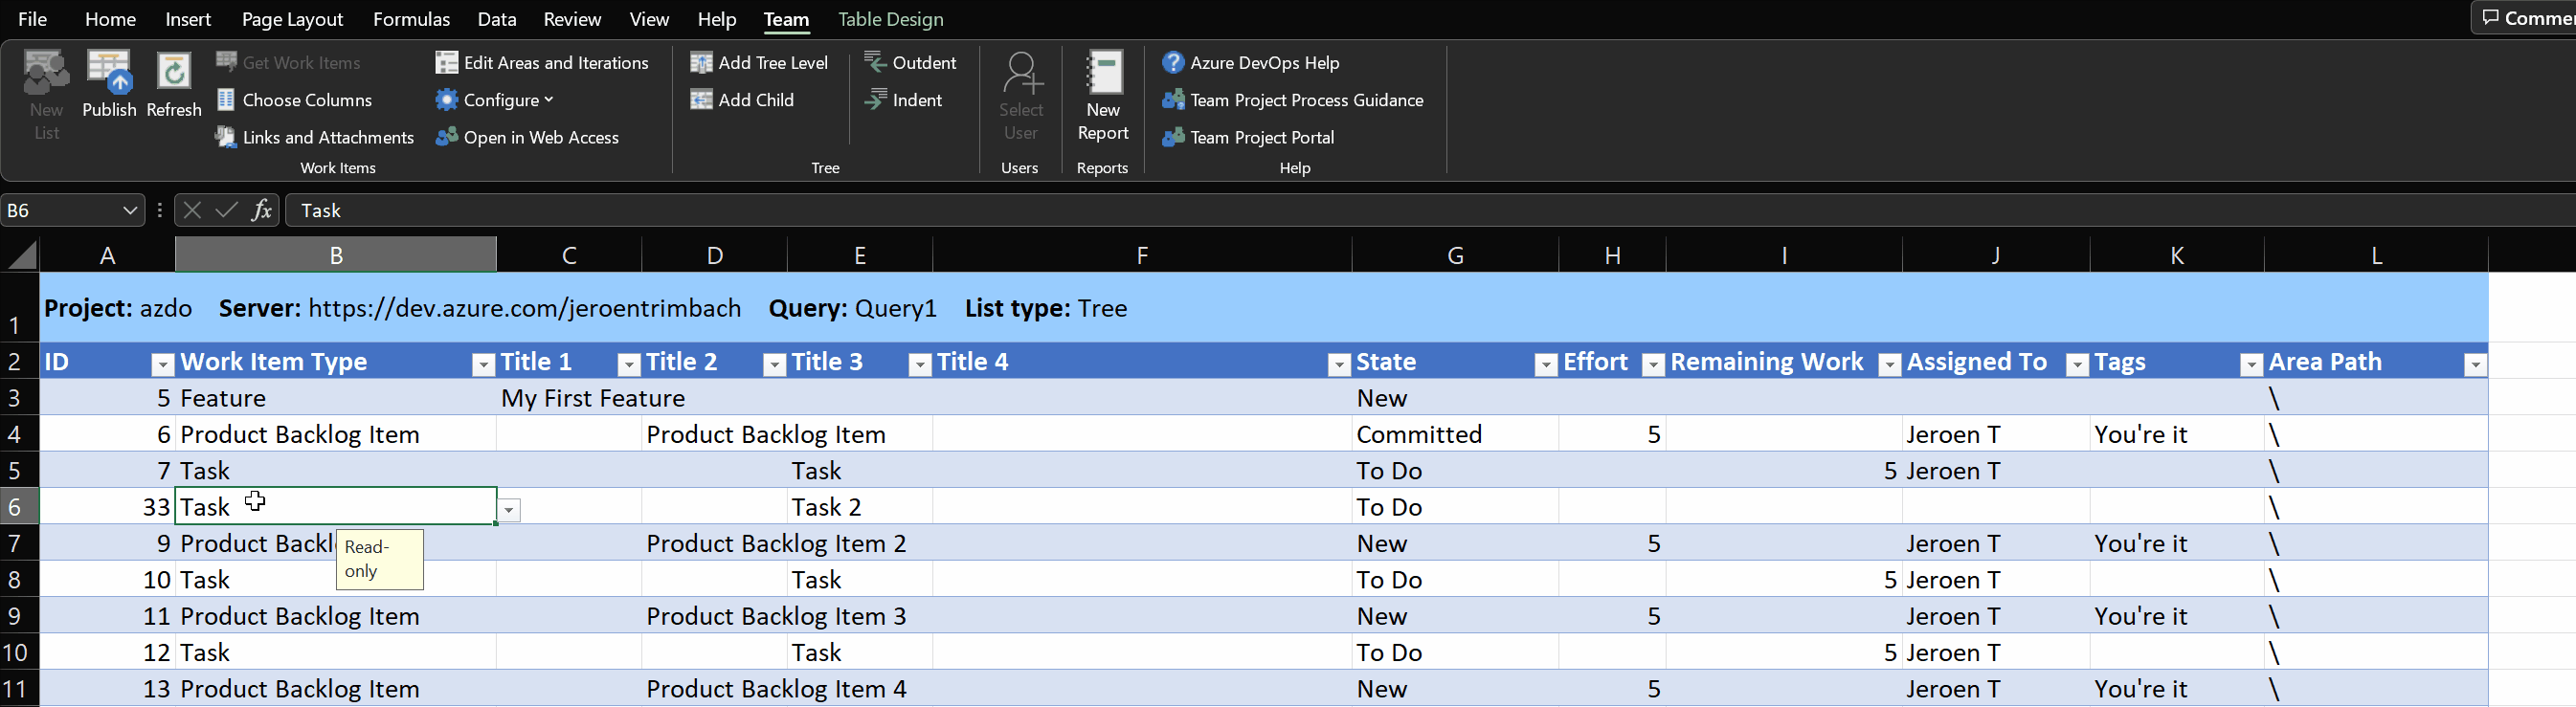 File Home Insert Page Layout Formulas Data Review View Help Team Table Design
New List Publish Refresh Get Work Items Choose Columns Links and Attachments Edit Areas and Iterations Configure Open in Web Access
Work Items
Add Tree Level Add Child Outdent Indent
Tree
Select User
Users
New Report
Reports
Azure DevOps Help
Team Project Process Guidance
Team Project Portal
Help
B6 fx Task
A B C D E F G H I J K L
1 Project: azdo Server: https://dev.azure.com/jeroentrimbach Query: Query1 List type: Tree
2 ID Work Item Type Title 1 Title 2 Title 3 Title 4 State Effort Remaining Work Assigned To Tags Area Path
3 5 Feature My First Feature New \
4 6 Product Backlog Item Product Backlog Item Committed 5 Jeroen T You're it \
5 7 Task Task To Do 5 Jeroen T \
6 33 Task Task 2 To Do \
7 9 Product Backl Product Backlog Item 2 New 5 Jeroen T You're it \
Read-
only
8 10 Task Task To Do 5 Jeroen T \
9 11 Product Backlog Item Product Backlog Item 3 New 5 Jeroen T You're it \
10 12 Task Task To Do 5 Jeroen T \
11 13 Product Backlog Item Product Backlog Item 4 New 5 Jeroen T You're it \